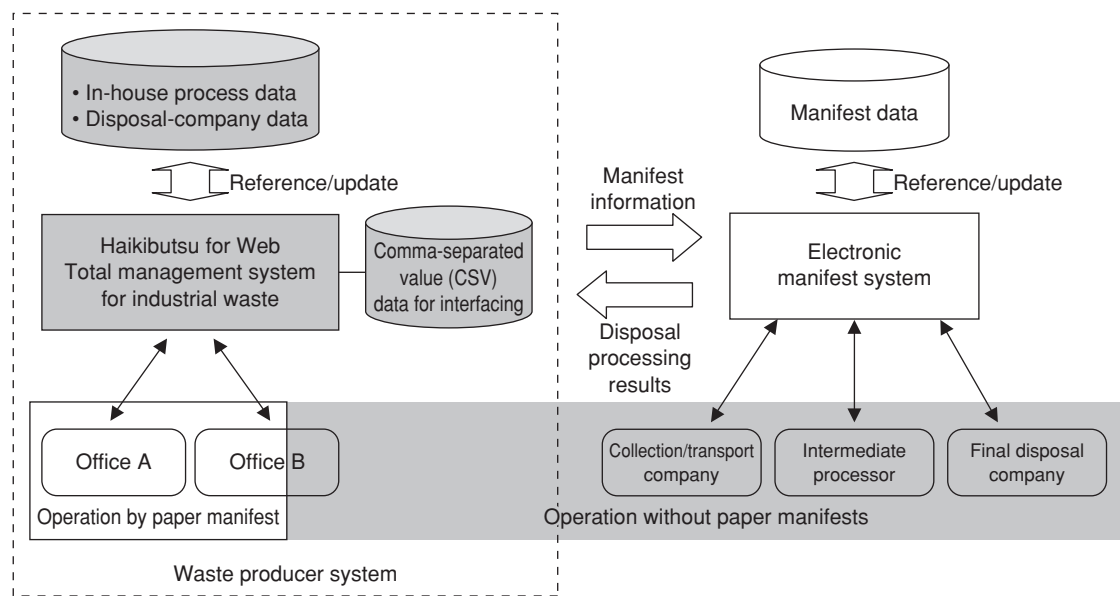 • In-house process data
• Disposal-company data
Reference/update
Haikibutsu for Web
Total management system
for industrial waste
Comma-separated
value (CSV)
data for interfacing
Manifest
information
Disposal
processing
results
Manifest data
Reference/update
Electronic
manifest system
Office A
Office B
Operation by paper manifest
Collection/transport
company
Intermediate
processor
Final disposal
company
Operation without paper manifests
Waste producer system